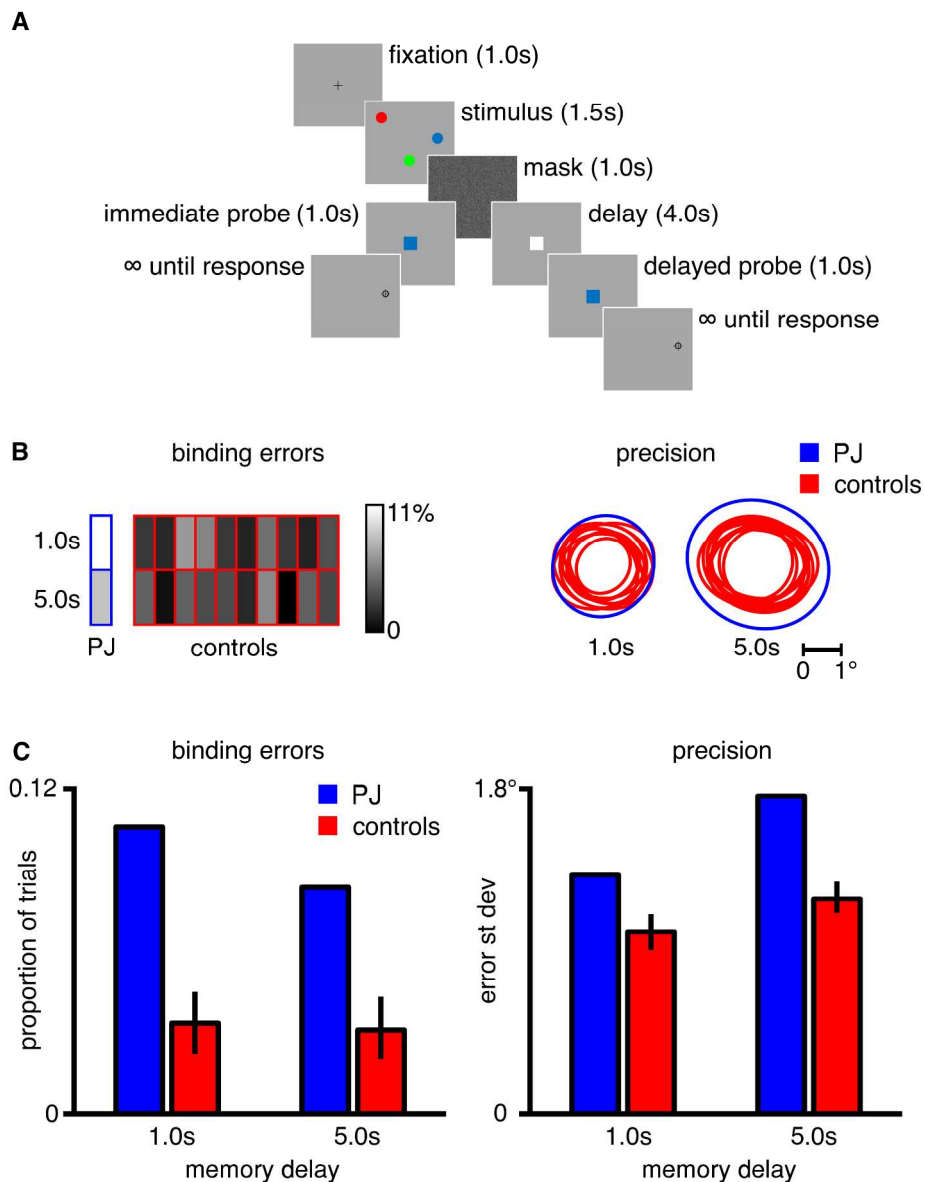 A
fixation (1.0s)
stimulus (1.5s)
mask (1.0s)
immediate probe (1.0s)
delay (4.0s)
∞ until response
delayed probe (1.0s)
∞ until response
B
binding errors
precision
PJ
controls
11%
1.0s
5.0s
0
PJ
controls
1.0s
5.0s
0 1°
C
binding errors
precision
0.12
PJ
controls
proportion of trials
0
1.0s
5.0s
memory delay
1.8°
error st dev
0
1.0s
5.0s
memory delay